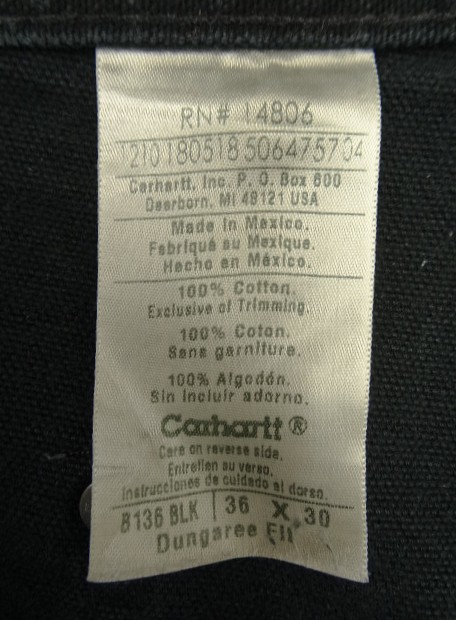 RN# 14806
1210180518506475704
Carhartt, Inc. P. O. Box 600
Dearborn, MI 48121 USA
Made in Mexico.
Fabriqué au Mexique.
Hecho en México.
100% Cotton.
Exclusive of Trimming.
100% Coton.
Sans garniture.
100% Algodón.
Sin incluir adorno.
Carhartt®
Care on reverse side.
Entretien au verso.
Instrucciones de cuidado al dorso.
B136 BLK | 36 X 30
Dungaree Fit